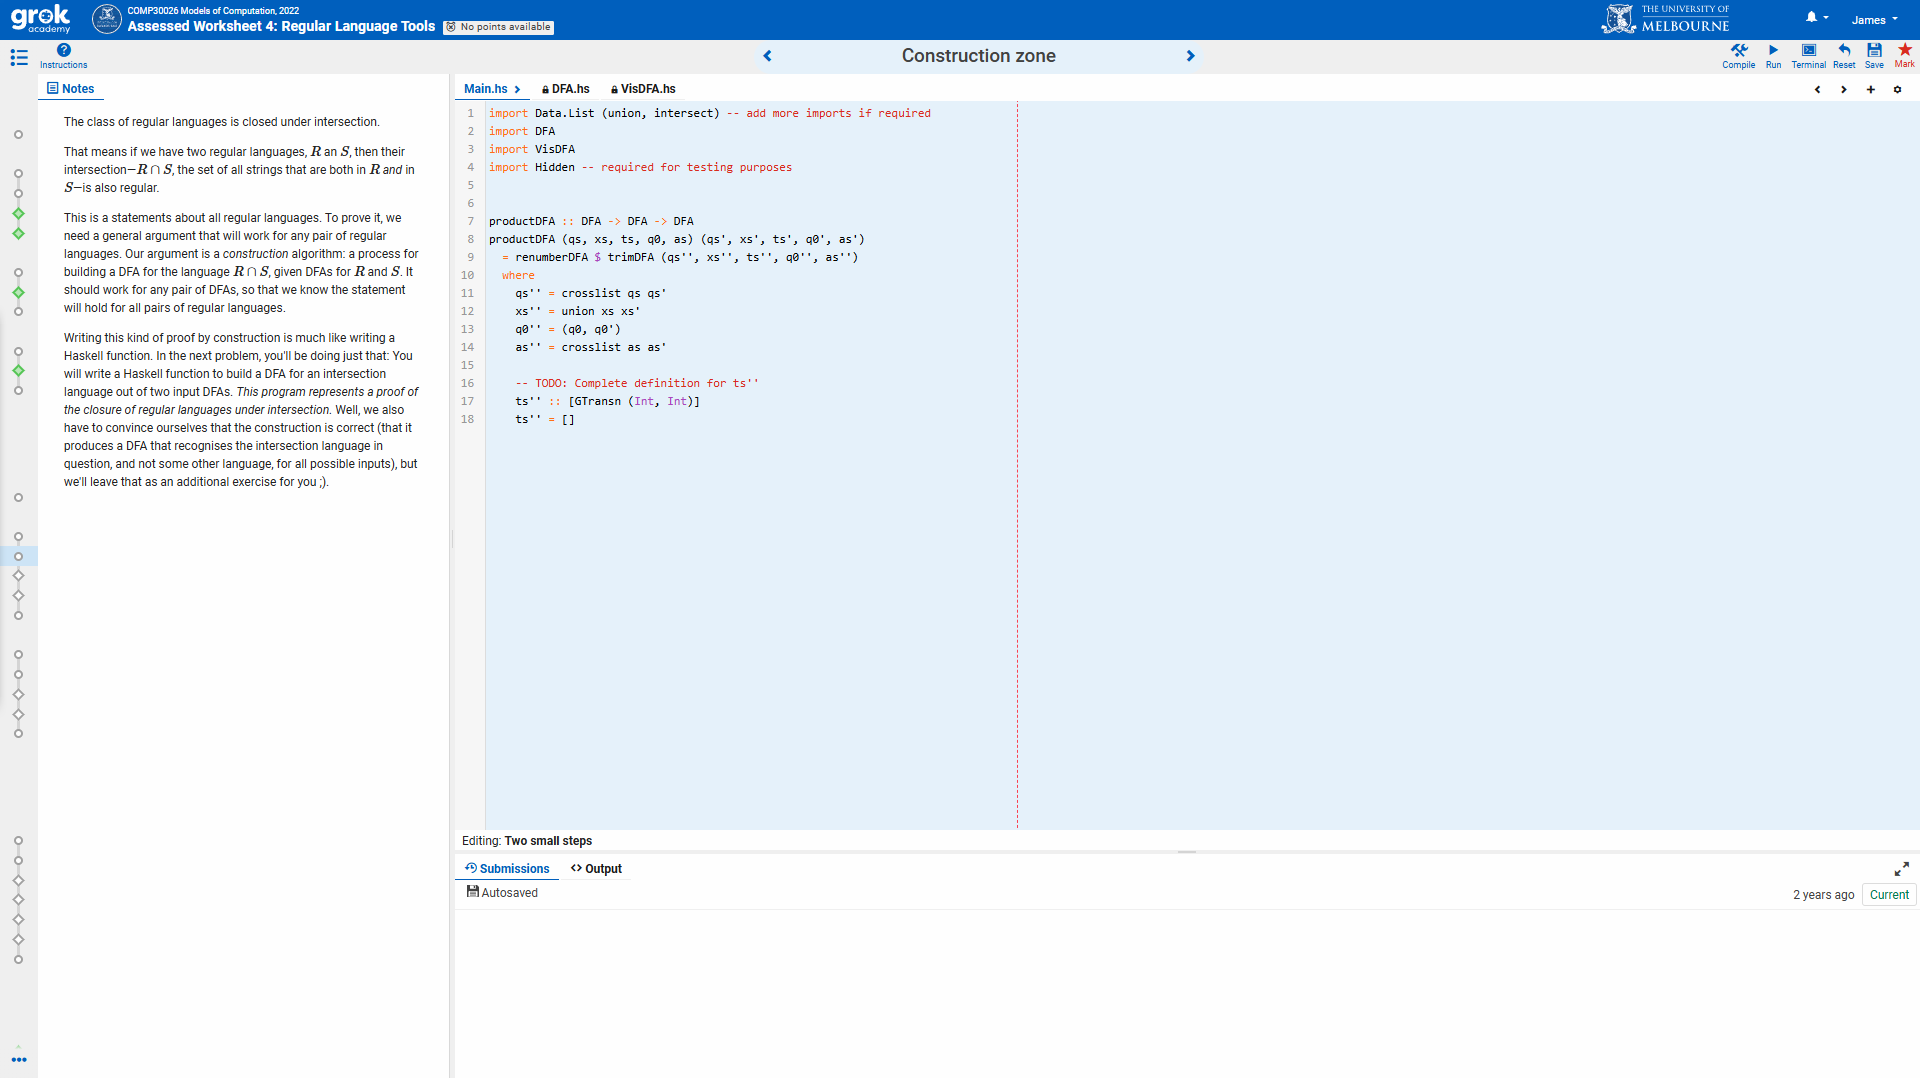 grok academy
COMP30026 Models of Computation, 2022
Assessed Worksheet 4: Regular Language Tools
No points available
THE UNIVERSITY OF
MELBOURNE
James
Instructions
Construction zone
Compile
Run
Terminal
Reset
Save
Mark
Notes
The class of regular languages is closed under intersection.
That means if we have two regular languages, R an S, then their
intersection—R ∩ S, the set of all strings that are both in R and in
S—is also regular.
This is a statements about all regular languages. To prove it, we
need a general argument that will work for any pair of regular
languages. Our argument is a construction algorithm: a process for
building a DFA for the language R ∩ S, given DFAs for R and S. It
should work for any pair of DFAs, so that we know the statement
will hold for all pairs of regular languages.
Writing this kind of proof by construction is much like writing a
Haskell function. In the next problem, you'll be doing just that: You
will write a Haskell function to build a DFA for an intersection
language out of two input DFAs. This program represents a proof of
the closure of regular languages under intersection. Well, we also
have to convince ourselves that the construction is correct (that it
produces a DFA that recognises the intersection language in
question, and not some other language, for all possible inputs), but
we'll leave that as an additional exercise for you ;).
Main.hs
DFA.hs
VisDFA.hs
1 import Data.List (union, intersect) -- add more imports if required
2 import DFA
3 import VisDFA
4 import Hidden -- required for testing purposes
5
6
7 productDFA :: DFA -> DFA -> DFA
8 productDFA (qs, xs, ts, q0, as) (qs', xs', ts', q0', as')
9   = renumberDFA $ trimDFA (qs'', xs'', ts'', q0'', as'')
10   where
11     qs'' = crosslist qs qs'
12     xs'' = union xs xs'
13     q0'' = (q0, q0')
14     as'' = crosslist as as'
15
16     -- TODO: Complete definition for ts''
17     ts'' :: [GTransn (Int, Int)]
18     ts'' = []
Editing: Two small steps
Submissions
Output
Autosaved
2 years ago
Current